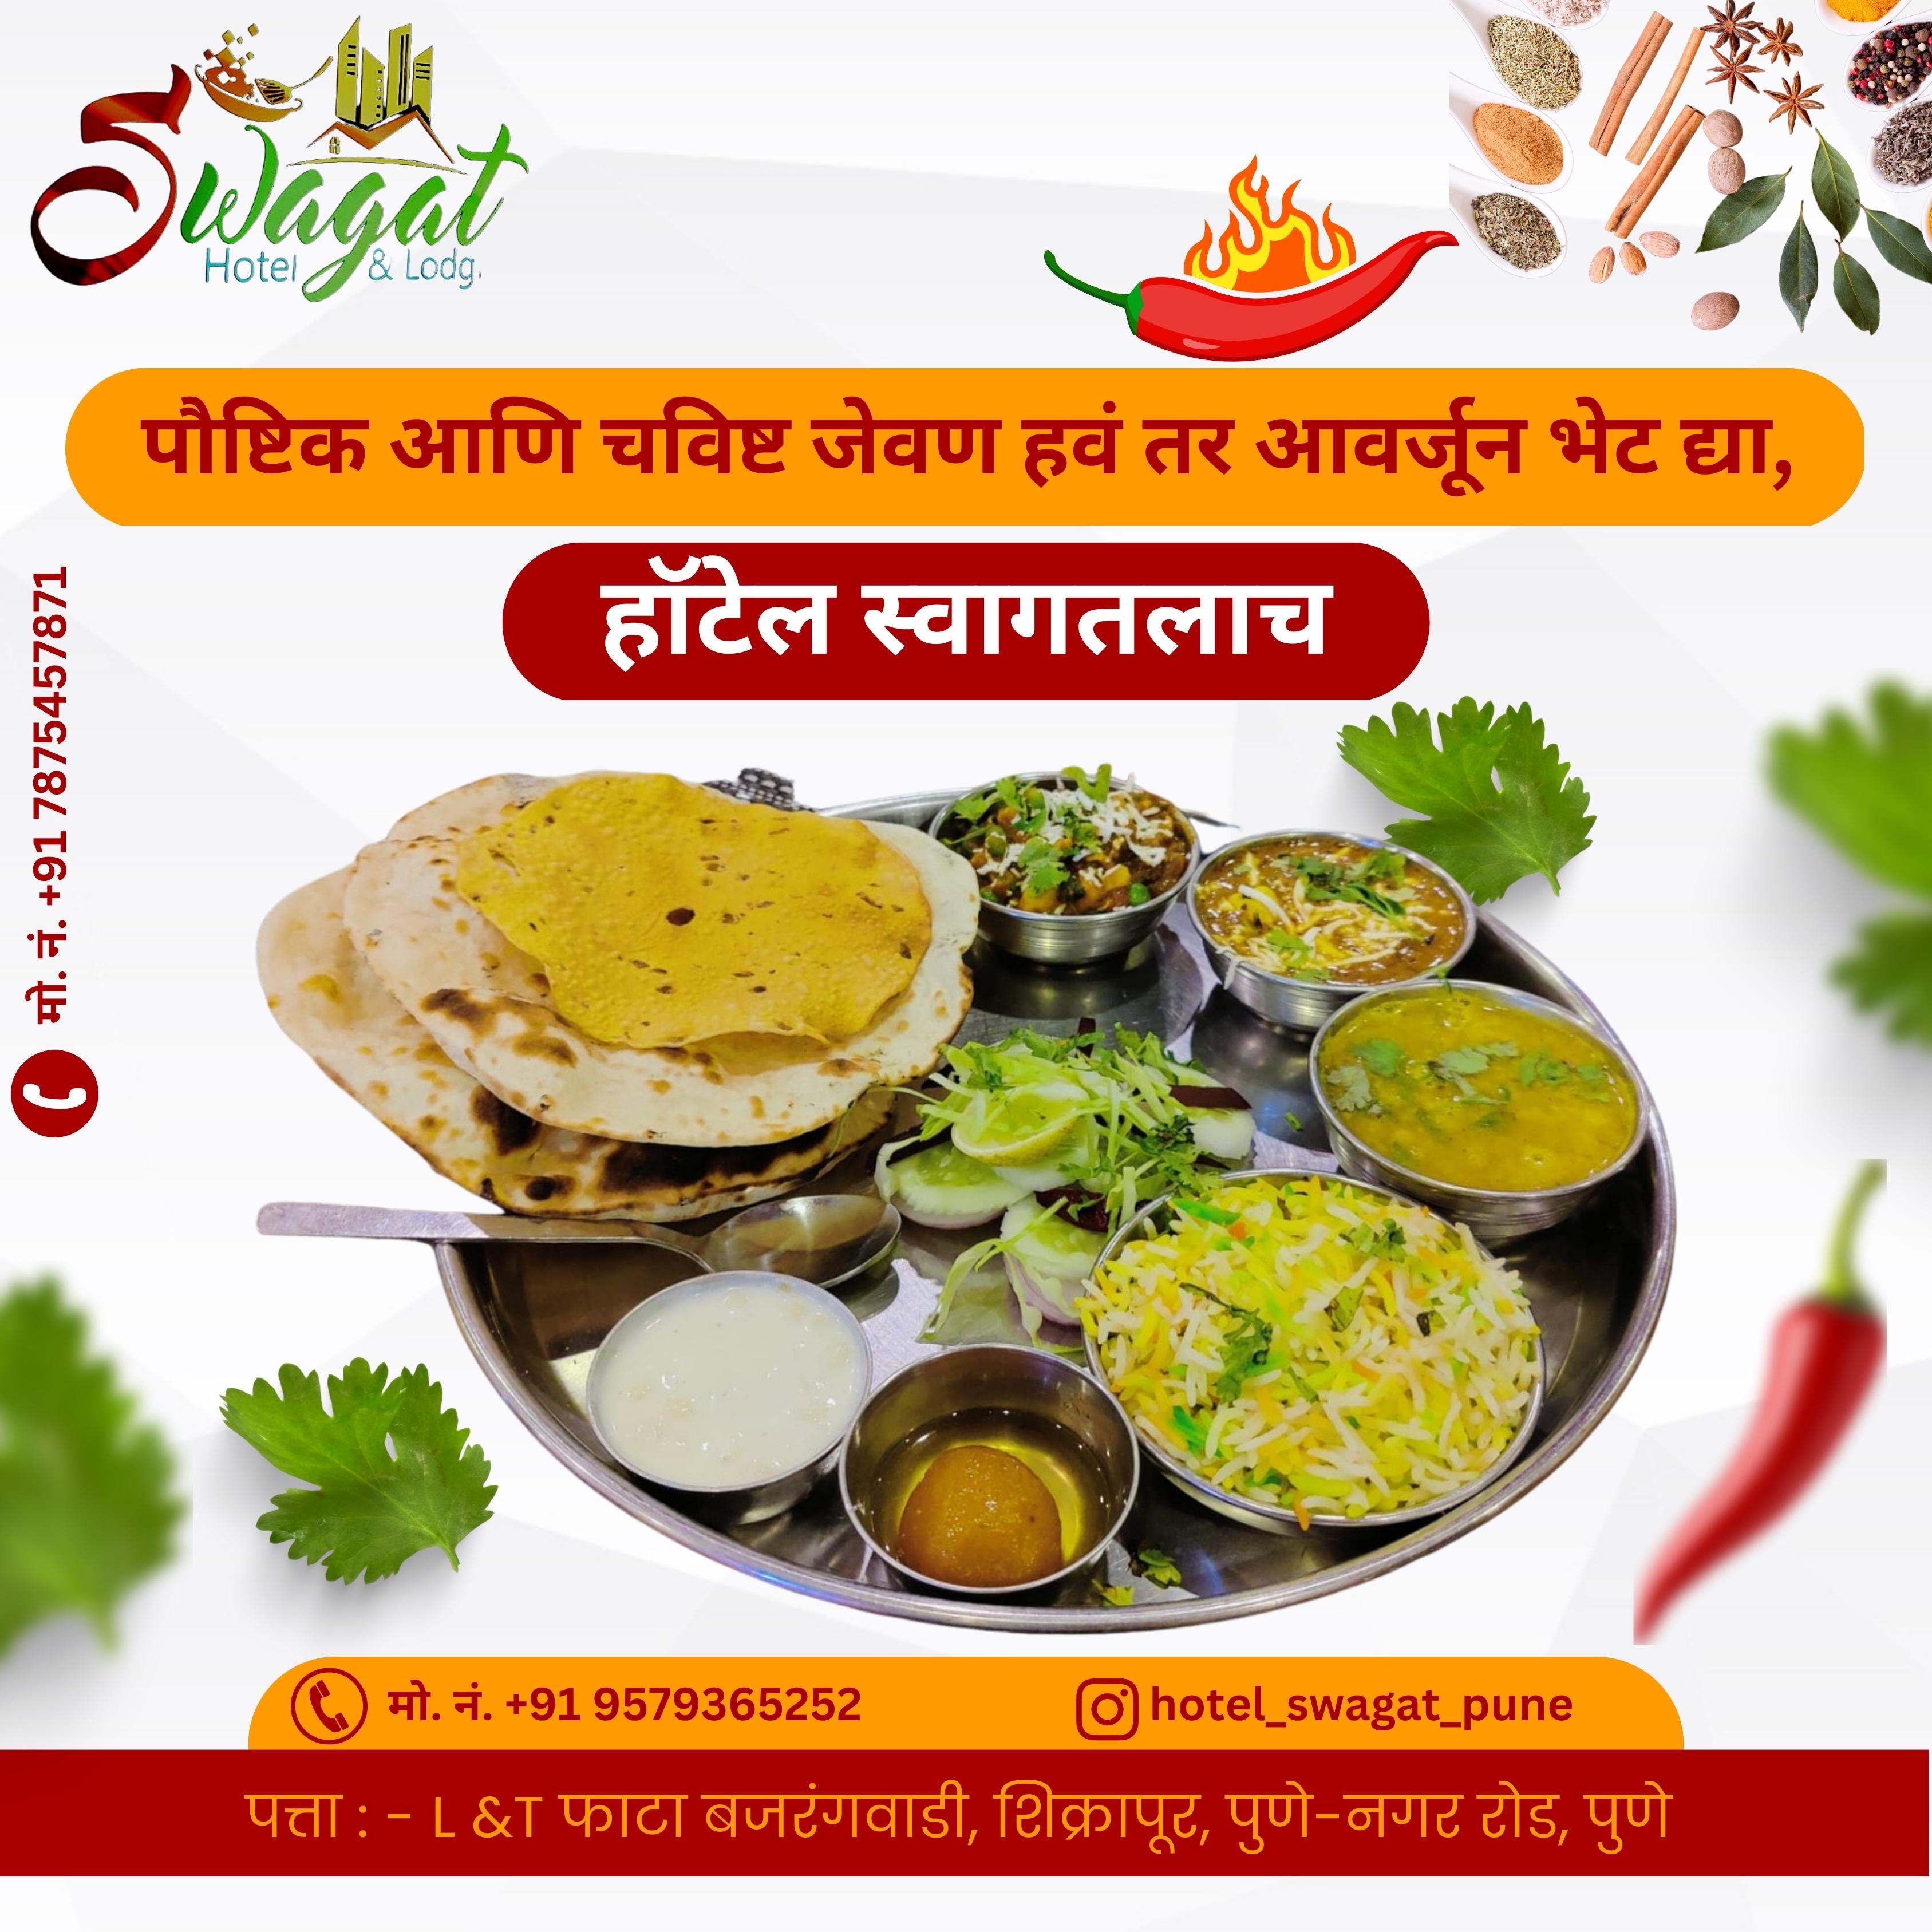 Swagat
Hotel & Lodg.
पौष्टिक आणि चविष्ट जेवण हवं तर आवर्जून भेट द्या,
हॉटेल स्वागतलाच
मो. नं. +91 7875457871
मो. नं. +91 9579365252
hotel_swagat_pune
पत्ता : - L &T फाटा बजरंगवाडी, शिक्रापूर, पुणे-नगर रोड, पुणे